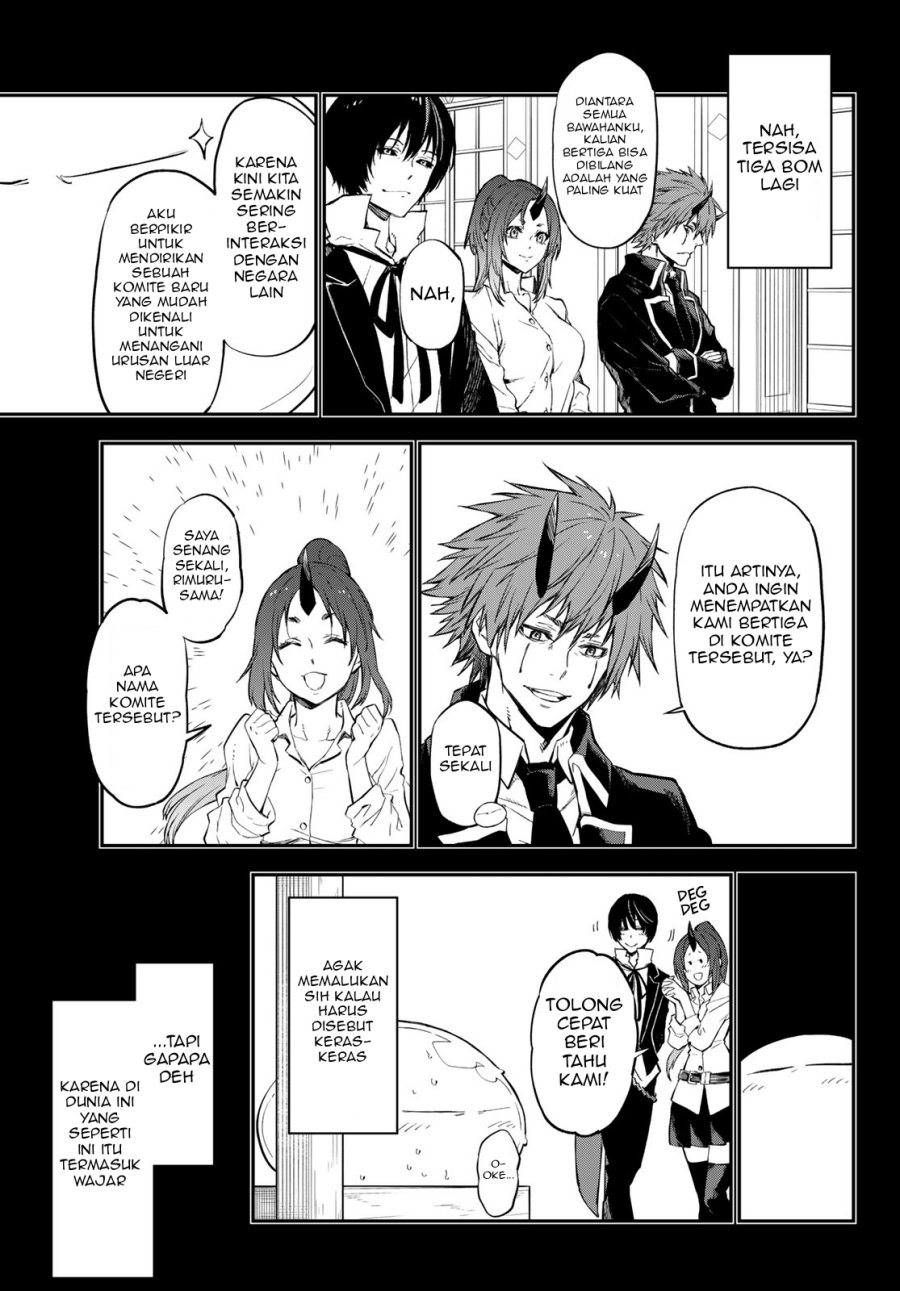 NAH,
TERSISA
TIGA BOM
LAGI
DIANTARA
SEMUA
BAWAHANKU,
KALIAN
BERTIGA BISA
DIBILANG
ADALAH YANG
PALING KUAT
NAH,
KARENA
KINI KITA
SEMAKIN
SERING
BER-
INTERAKSI
DENGAN
NEGARA
LAIN
AKU
BERPIKIR
UNTUK
MENDIRIKAN
SEBUAH
KOMITE BARU
YANG MUDAH
DIKENALI
UNTUK
MENANGANI
URUSAN LUAR
NEGERI
ITU ARTINYA,
ANDA INGIN
MENEMPATKAN
KAMI BERTIGA
DI KOMITE
TERSEBUT, YA?
TEPAT
SEKALI
SAYA
SENANG
SEKALI,
RIMURU-
SAMA!
APA
NAMA
KOMITE
TERSEBUT?
DEG
DEG
TOLONG
CEPAT
BERI
TAHU
KAMI!
O-
OKE...
AGAK
MEMALUKAN
SIH KALAU
HARUS
DISEBUT
KERAS-
KERAS
...TAPI
GAPAPA
DEH
KARENA DI
DUNIA INI
YANG
SEPERTI
INI ITU
TERMASUK
WAJAR